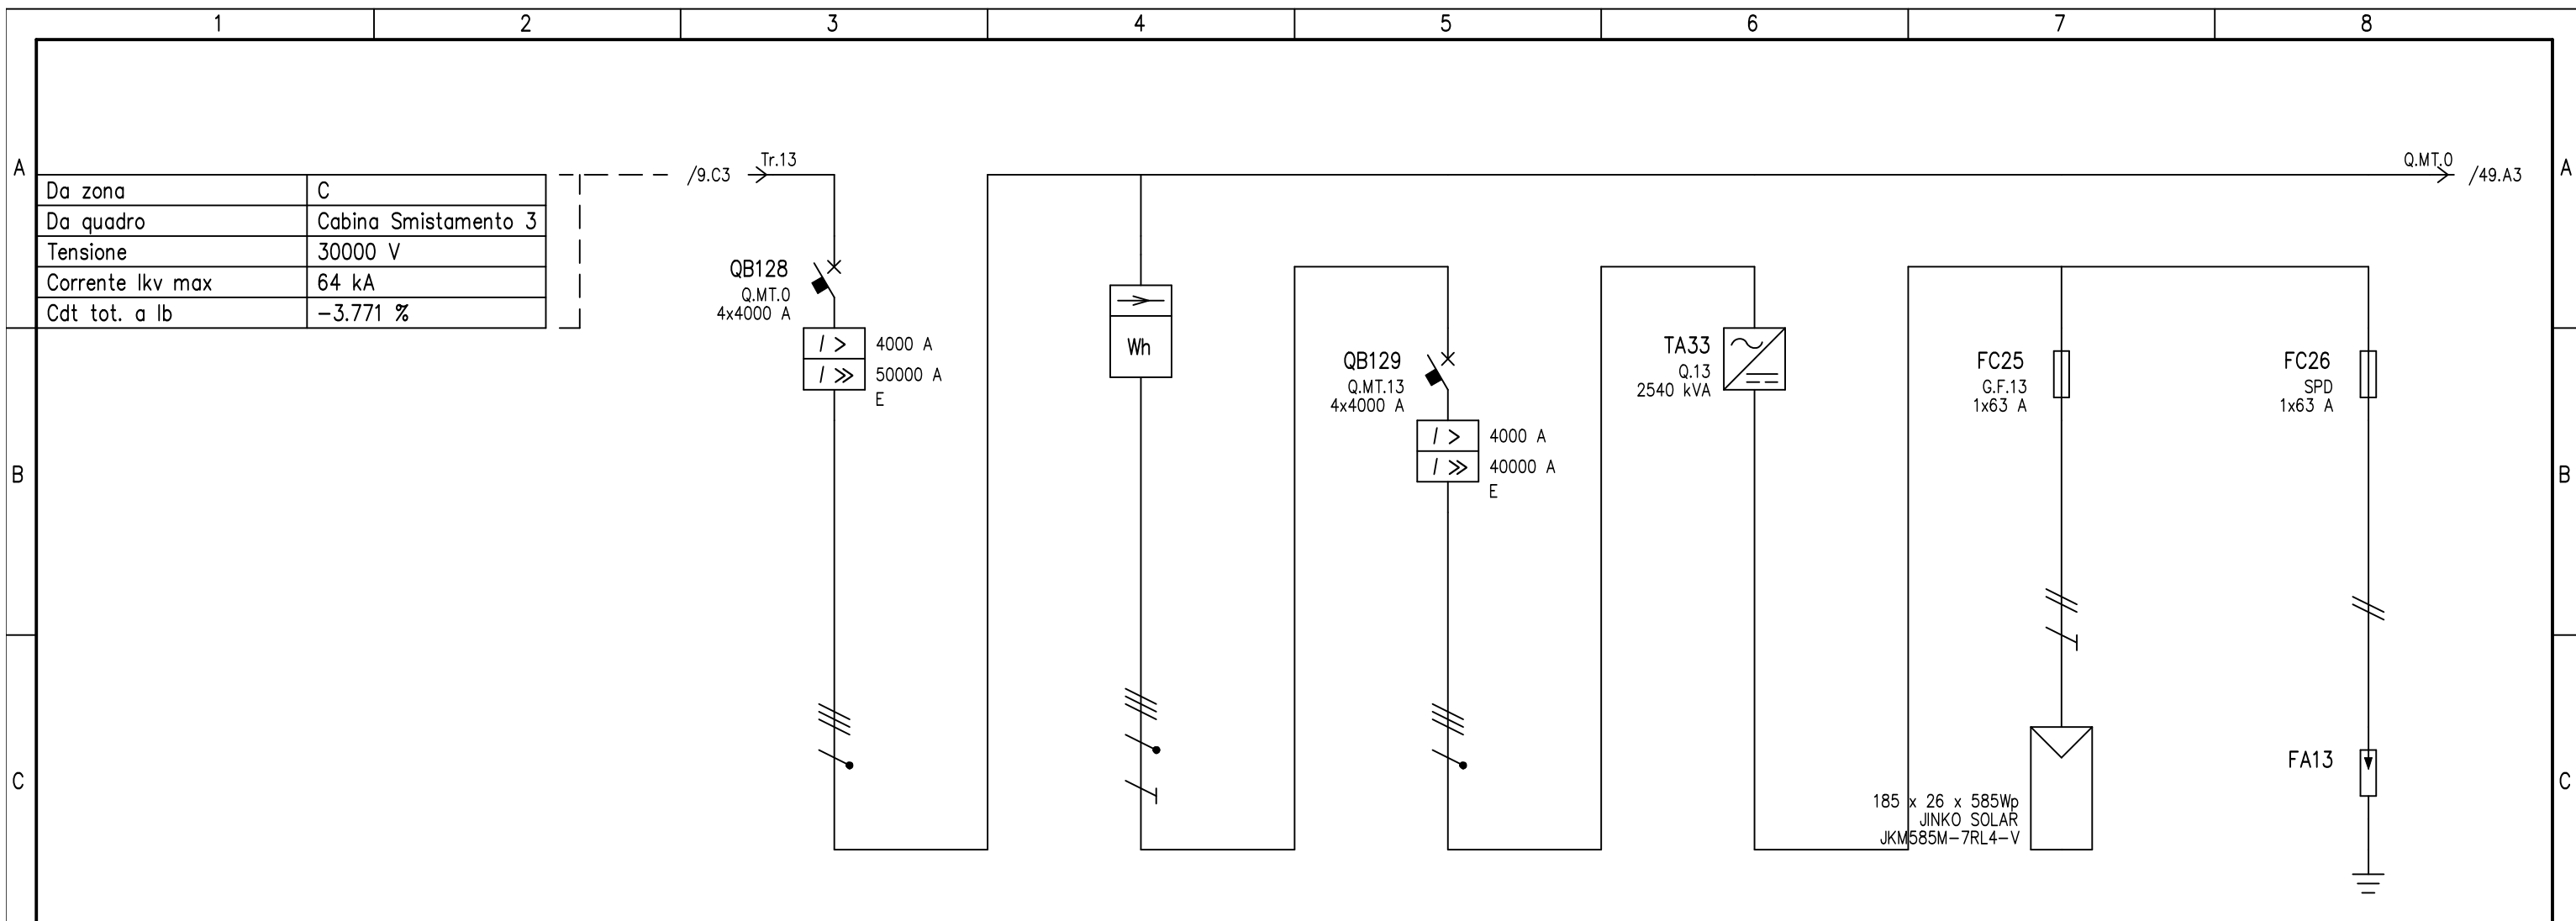 1 2 3 4 5 6 7 8
A A
B B
C C
Da zona C
Da quadro Cabina Smistamento 3
Tensione 30000 V
Corrente Ikv max 64 kA
Cdt tot. a Ib -3.771 %
/9.C3
Tr.13
QB128
Q.MT.0
4x4000 A
I > 4000 A
I >> 50000 A
E
Wh
QB129
Q.MT.13
4x4000 A
I > 4000 A
I >> 40000 A
E
TA33
Q.13
2540 kVA
FC25
G.F.13
1x63 A
185 x 26 x 585Wp
JINKO SOLAR
JKM585M-7RL4-V
Q.MT.0
/49.A3
FC26
SPD
1x63 A
FA13